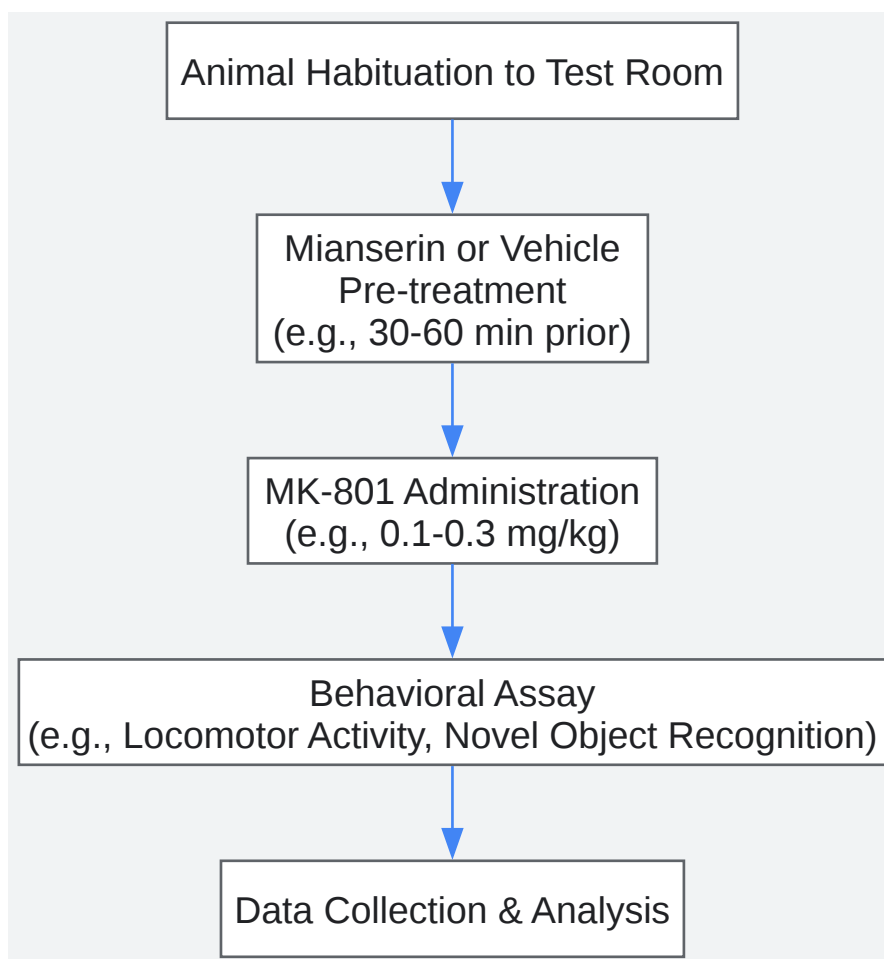 Animal Habituation to Test Room
Mianserin or Vehicle
Pre-treatment
(e.g., 30-60 min prior)
MK-801 Administration
(e.g., 0.1-0.3 mg/kg)
Behavioral Assay
(e.g., Locomotor Activity, Novel Object Recognition)
Data Collection & Analysis